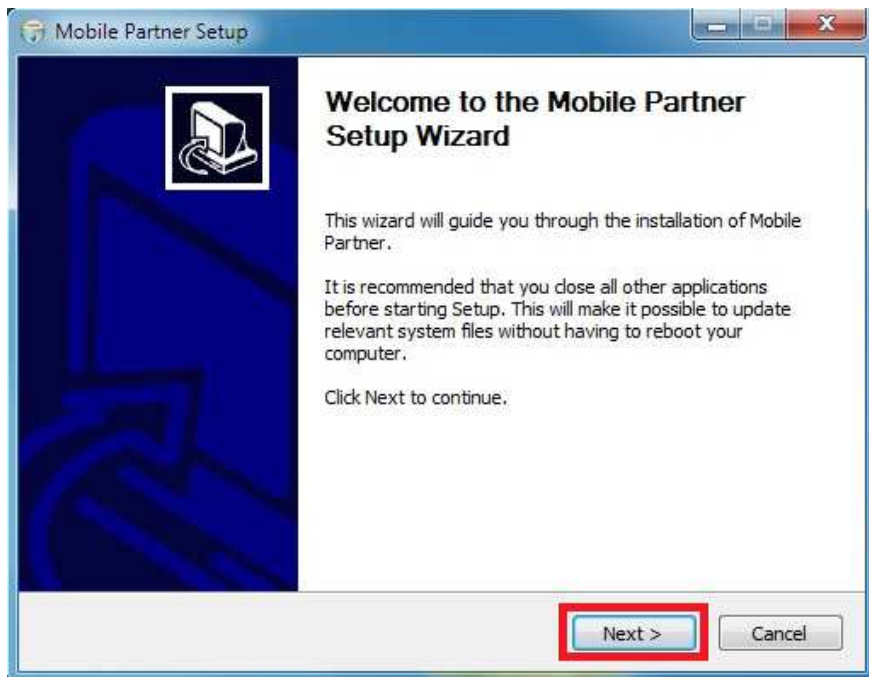 Mobile Partner Setup
Welcome to the Mobile Partner
Setup Wizard
This wizard will guide you through the installation of Mobile
Partner.
It is recommended that you close all other applications
before starting Setup. This will make it possible to update
relevant system files without having to reboot your
computer.
Click Next to continue.
Next >
Cancel